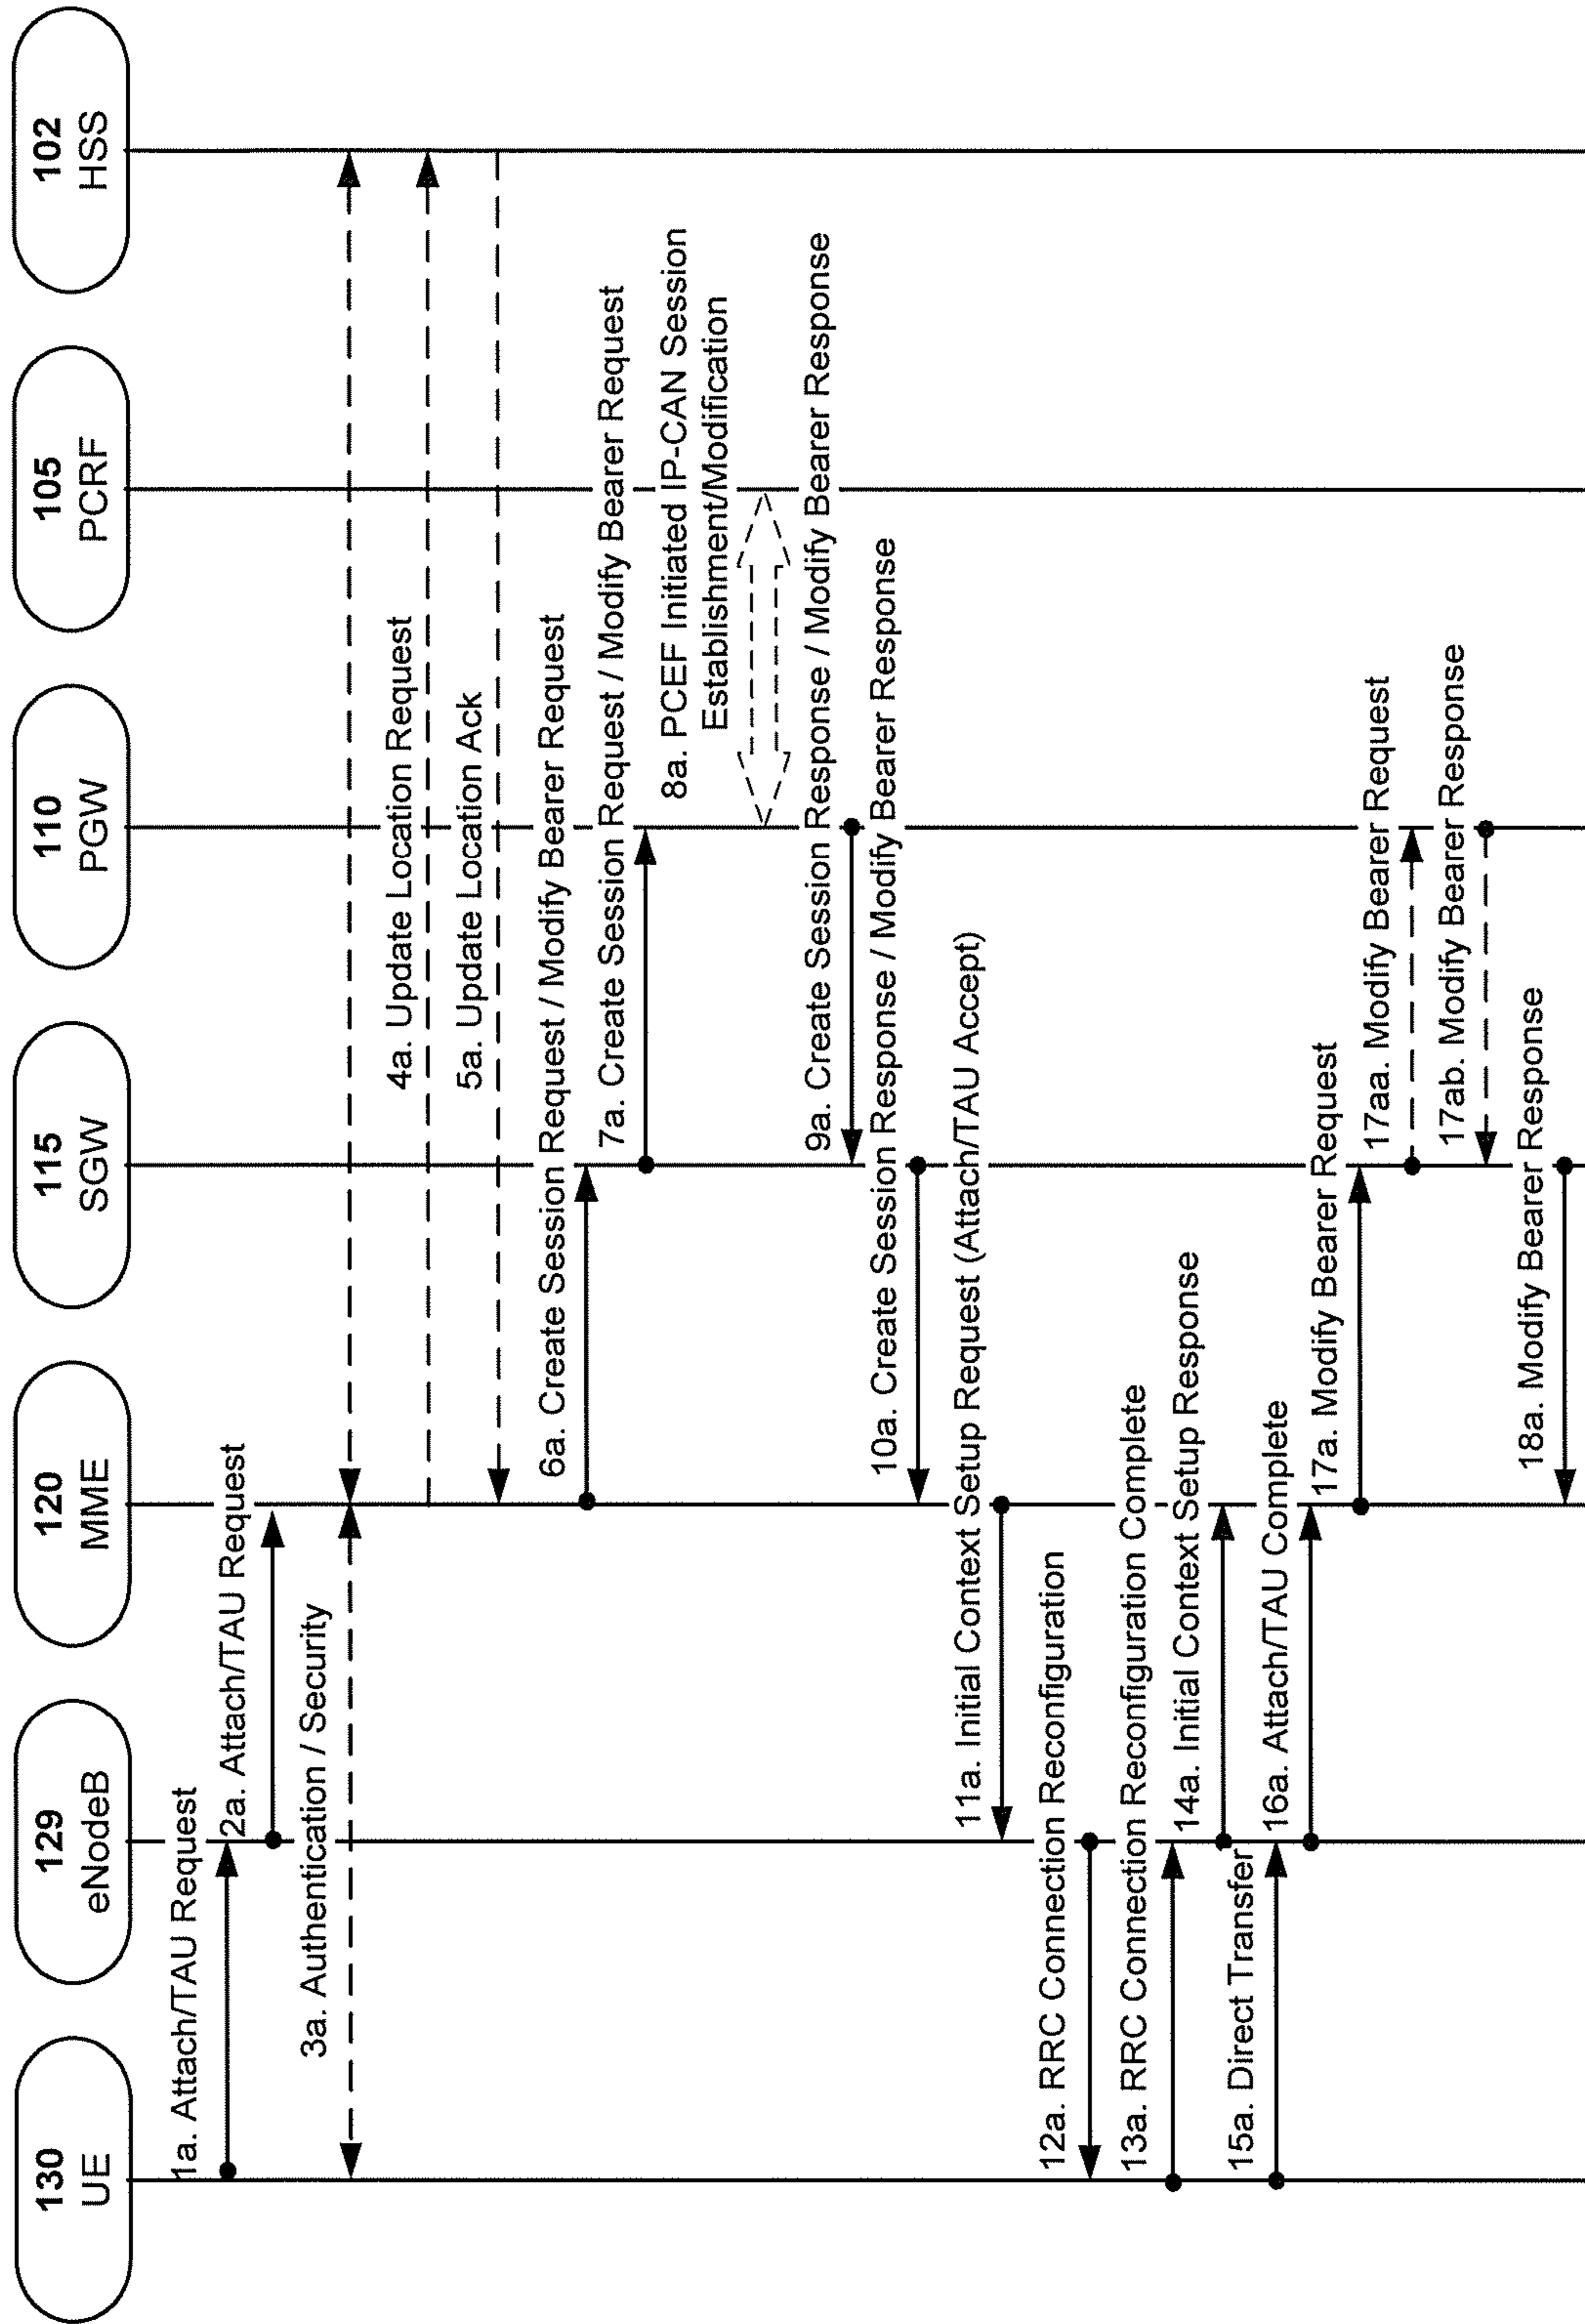 130
UE
129
eNodeB
120
MME
115
SGW
110
PGW
105
PCRF
102
HSS
1a. Attach/TAU Request
2a. Attach/TAU Request
3a. Authentication / Security
4a. Update Location Request
5a. Update Location Ack
6a. Create Session Request / Modify Bearer Request
7a. Create Session Request / Modify Bearer Request
8a. PCEF Initiated IP-CAN Session
Establishment/Modification
9a. Create Session Response / Modify Bearer Response
10a. Create Session Response / Modify Bearer Response
11a. Initial Context Setup Request (Attach/TAU Accept)
12a. RRC Connection Reconfiguration
13a. RRC Connection Reconfiguration Complete
14a. Initial Context Setup Response
15a. Direct Transfer
16a. Attach/TAU Complete
17a. Modify Bearer Request
17aa. Modify Bearer Request
17ab. Modify Bearer Response
18a. Modify Bearer Response